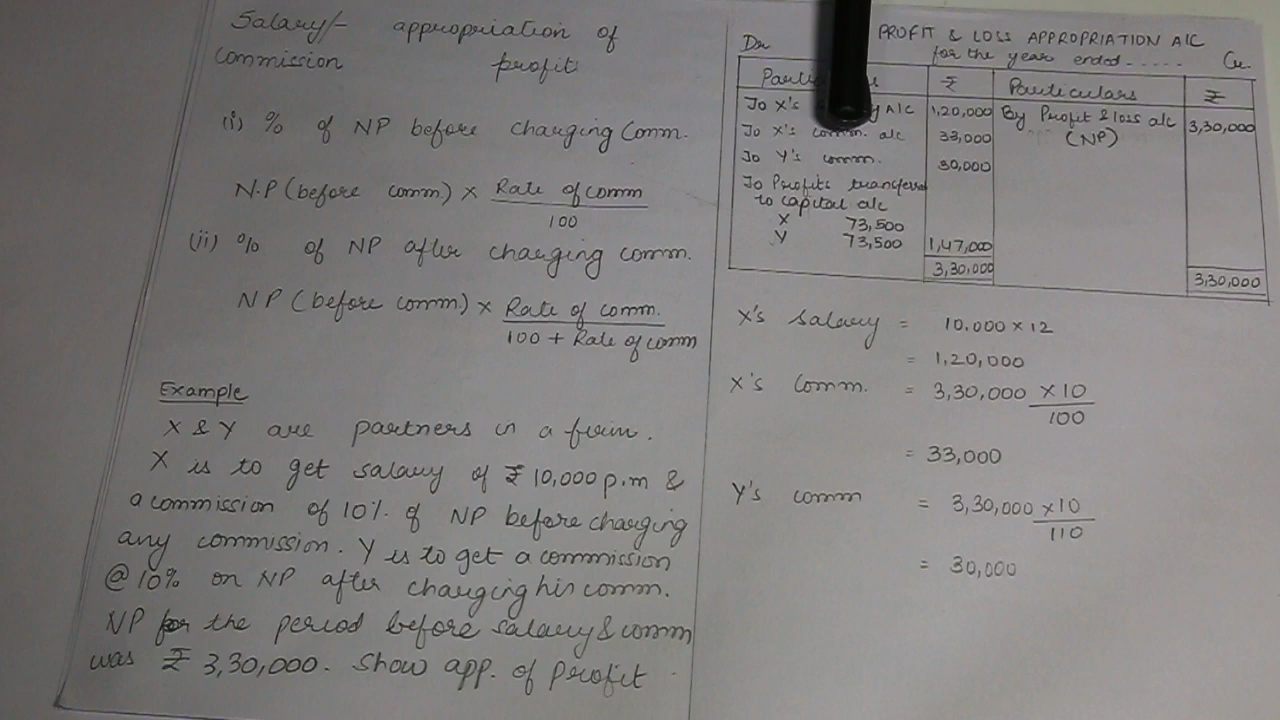 Salary/- appropriation of
commission profit
(i) % of NP before charging Comm.
N.P (before comm) × Rate of comm
100
(ii) % of NP after charging comm.
NP (before comm) × Rate of comm.
100 + Rate of comm
Example
X & Y are partners in a firm.
X is to get salary of ₹ 10,000 p.m &
a commission of 10% of NP before charging
any commission. Y is to get a commission
@ 10% on NP after charging his comm.
NP for the period before salary & comm
was ₹ 3,30,000. Show app. of Profit
PROFIT & LOSS APPROPRIATION A/C
Dr for the year ended...... Cr.
₹ Particulars ₹
To X's A/C 1,20,000 By Profit & loss a/c 3,30,000
To X's comm. a/c 33,000 (NP)
To Y's comm. 30,000
To Profits transferred
to capital a/c
X 73,500
Y 73,500 1,47,000
3,30,000 3,30,000
X's Salary = 10,000 × 12
= 1,20,000
X's Comm. = 3,30,000 × 10
100
= 33,000
Y's comm = 3,30,000 × 10
110
= 30,000